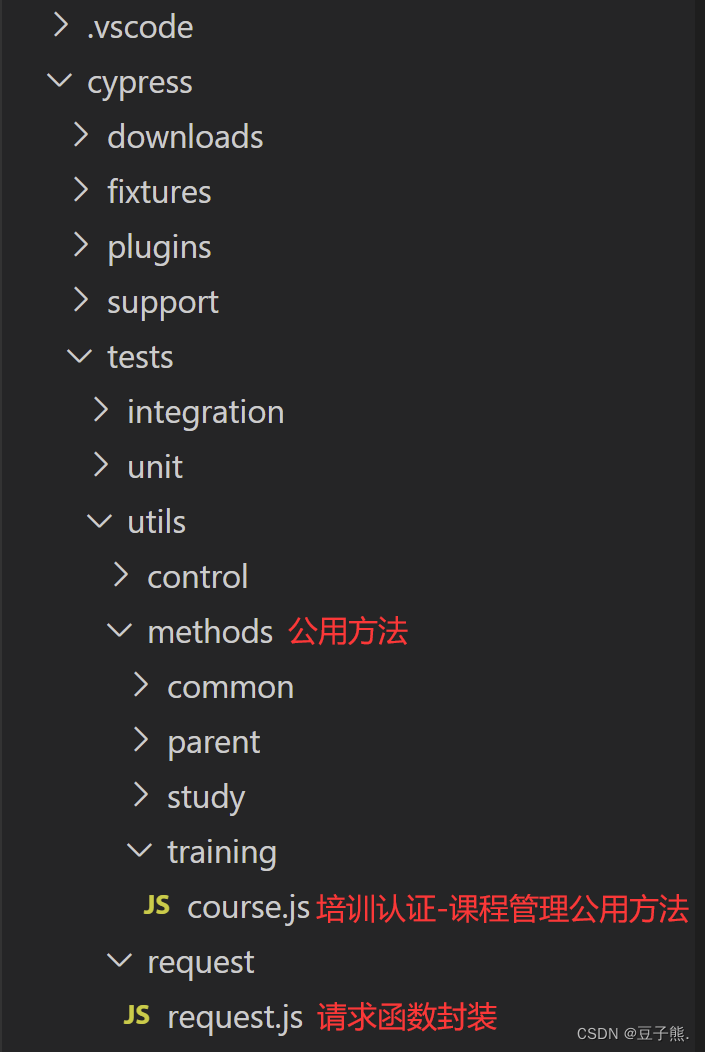 .vscode
cypress
downloads
fixtures
plugins
support
tests
integration
unit
utils
control
methods 公用方法
common
parent
study
training
JS course.js 培训认证-课程管理公用方法
request
JS request.js 请求函数封装
CSDN @豆子熊.